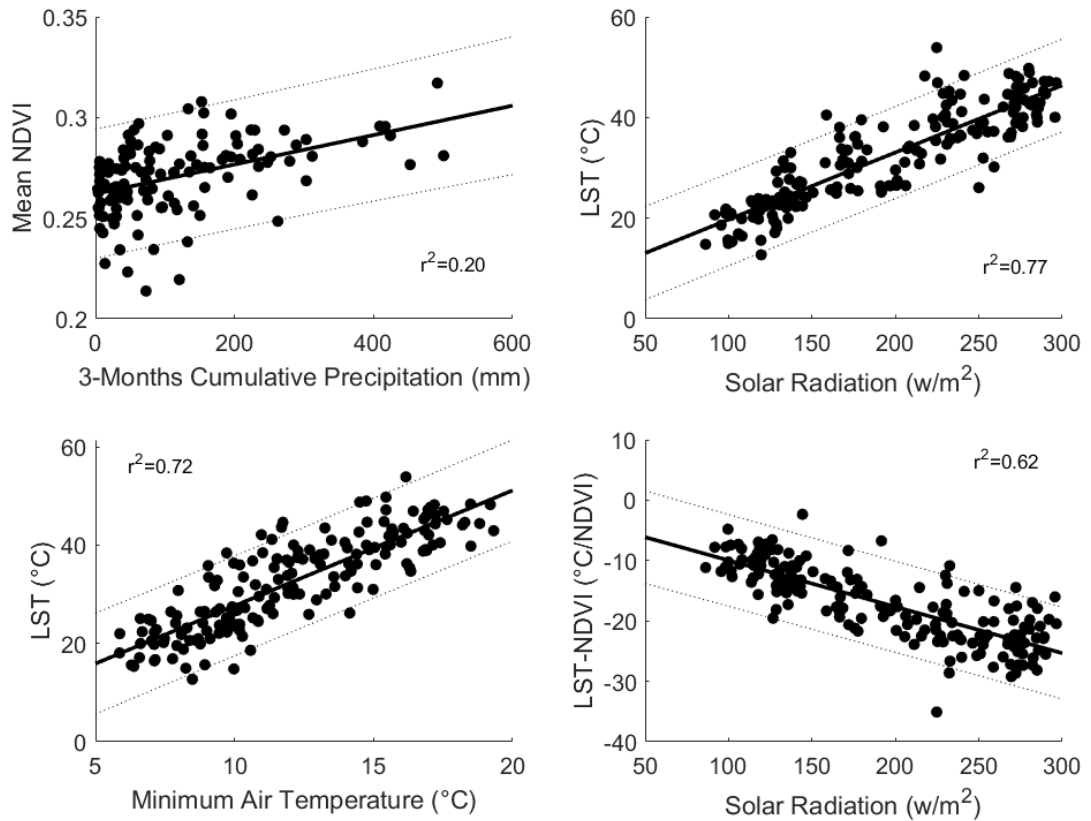 0.35
0.3
0.25
0.2
Mean NDVI
r²=0.20
0 200 400 600
3-Months Cumulative Precipitation (mm)
60
40
20
0
LST (°C)
r²=0.77
50 100 150 200 250 300
Solar Radiation (w/m²)
60
40
20
0
LST (°C)
r²=0.72
5 10 15 20
Minimum Air Temperature (°C)
10
0
-10
-20
-30
-40
LST-NDVI (°C/NDVI)
r²=0.62
50 100 150 200 250 300
Solar Radiation (w/m²)